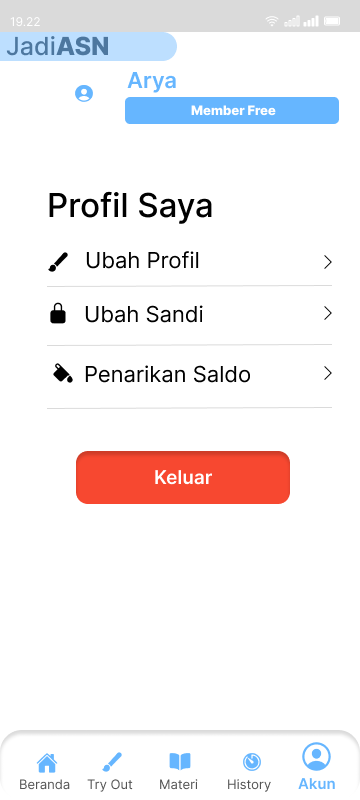 19.22
JadiASN
Arya
Member Free
Profil Saya
Ubah Profil
Ubah Sandi
Penarikan Saldo
Keluar
Beranda
Try Out
Materi
History
Akun